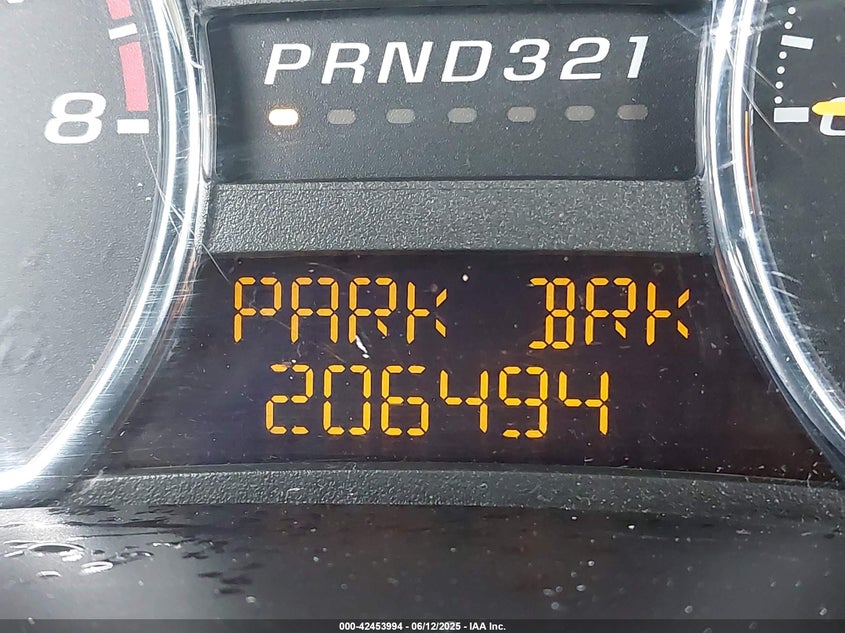 PRND321
8
PARK BRK
206494
000-42453994 - 06/12/2025 - IAA Inc.